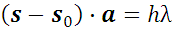 (s − s₀) · a = hλ